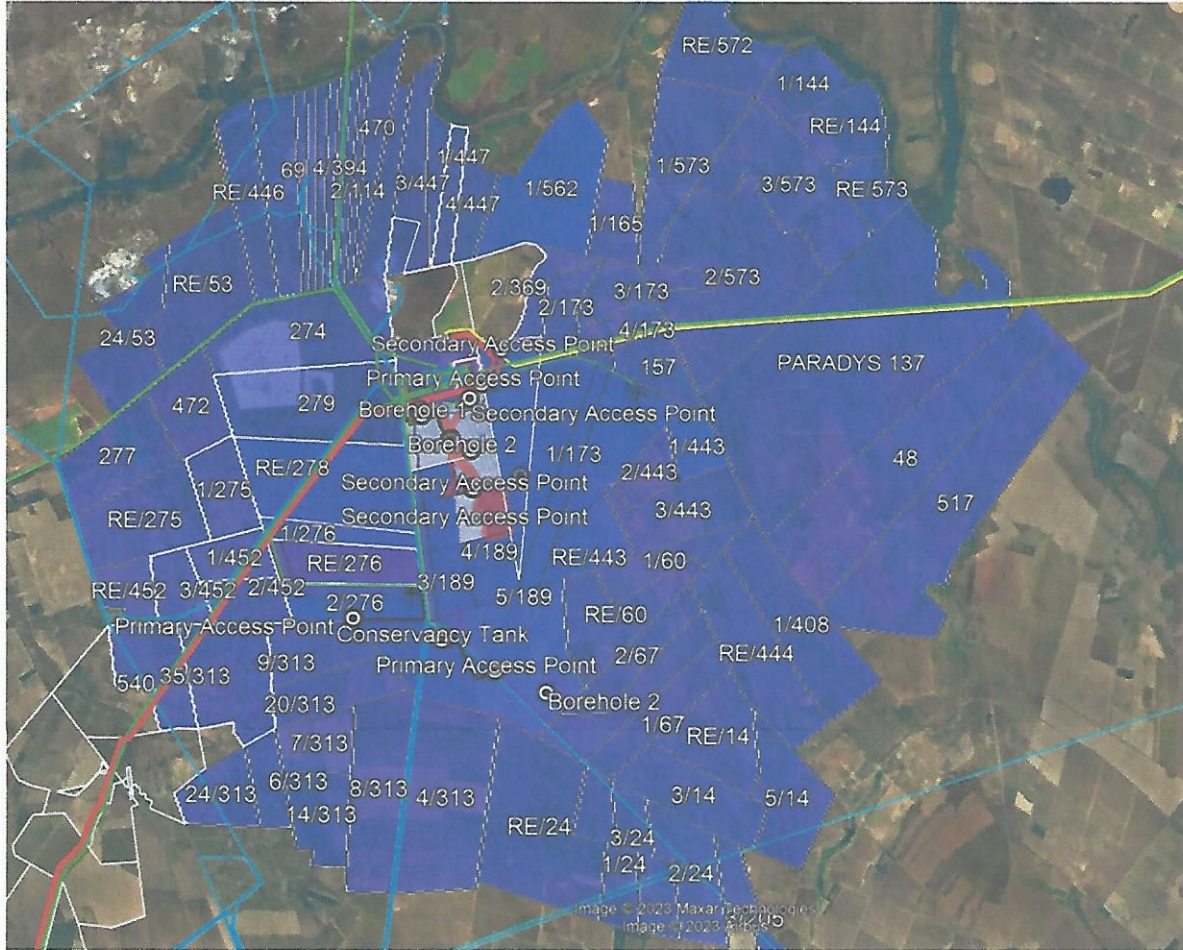 RE/572
1/144
RE/144
470
69
4/394
1/447
RE/446
2/114
3/447
4/447
1/562
1/573
3/573
RE/573
1/165
RE/53
2/369
3/173
2/573
2/173
24/53
274
4/173
Secondary Access Point
157
PARADYS 137
Primary Access Point
472
279
Borehole 1
Secondary Access Point
Borehole 2
277
RE/278
1/173
1/443
48
2/443
1/275
Secondary Access Point
517
RE/275
3/443
Secondary Access Point
1/276
1/452
RE/276
4/189
RE/443
1/60
RE/452
3/452
2/452
3/189
2/276
5/189
RE/60
Primary Access Point
Conservancy Tank
1/408
2/67
RE/444
9/313
Primary Access Point
540
35/313
20/313
Borehole 2
1/67
RE/14
7/313
6/313
8/313
4/313
24/313
14/313
3/14
5/14
RE/24
3/24
1/24
2/24
Image © 2023 Maxar Technologies
Image © 2023 Airbus